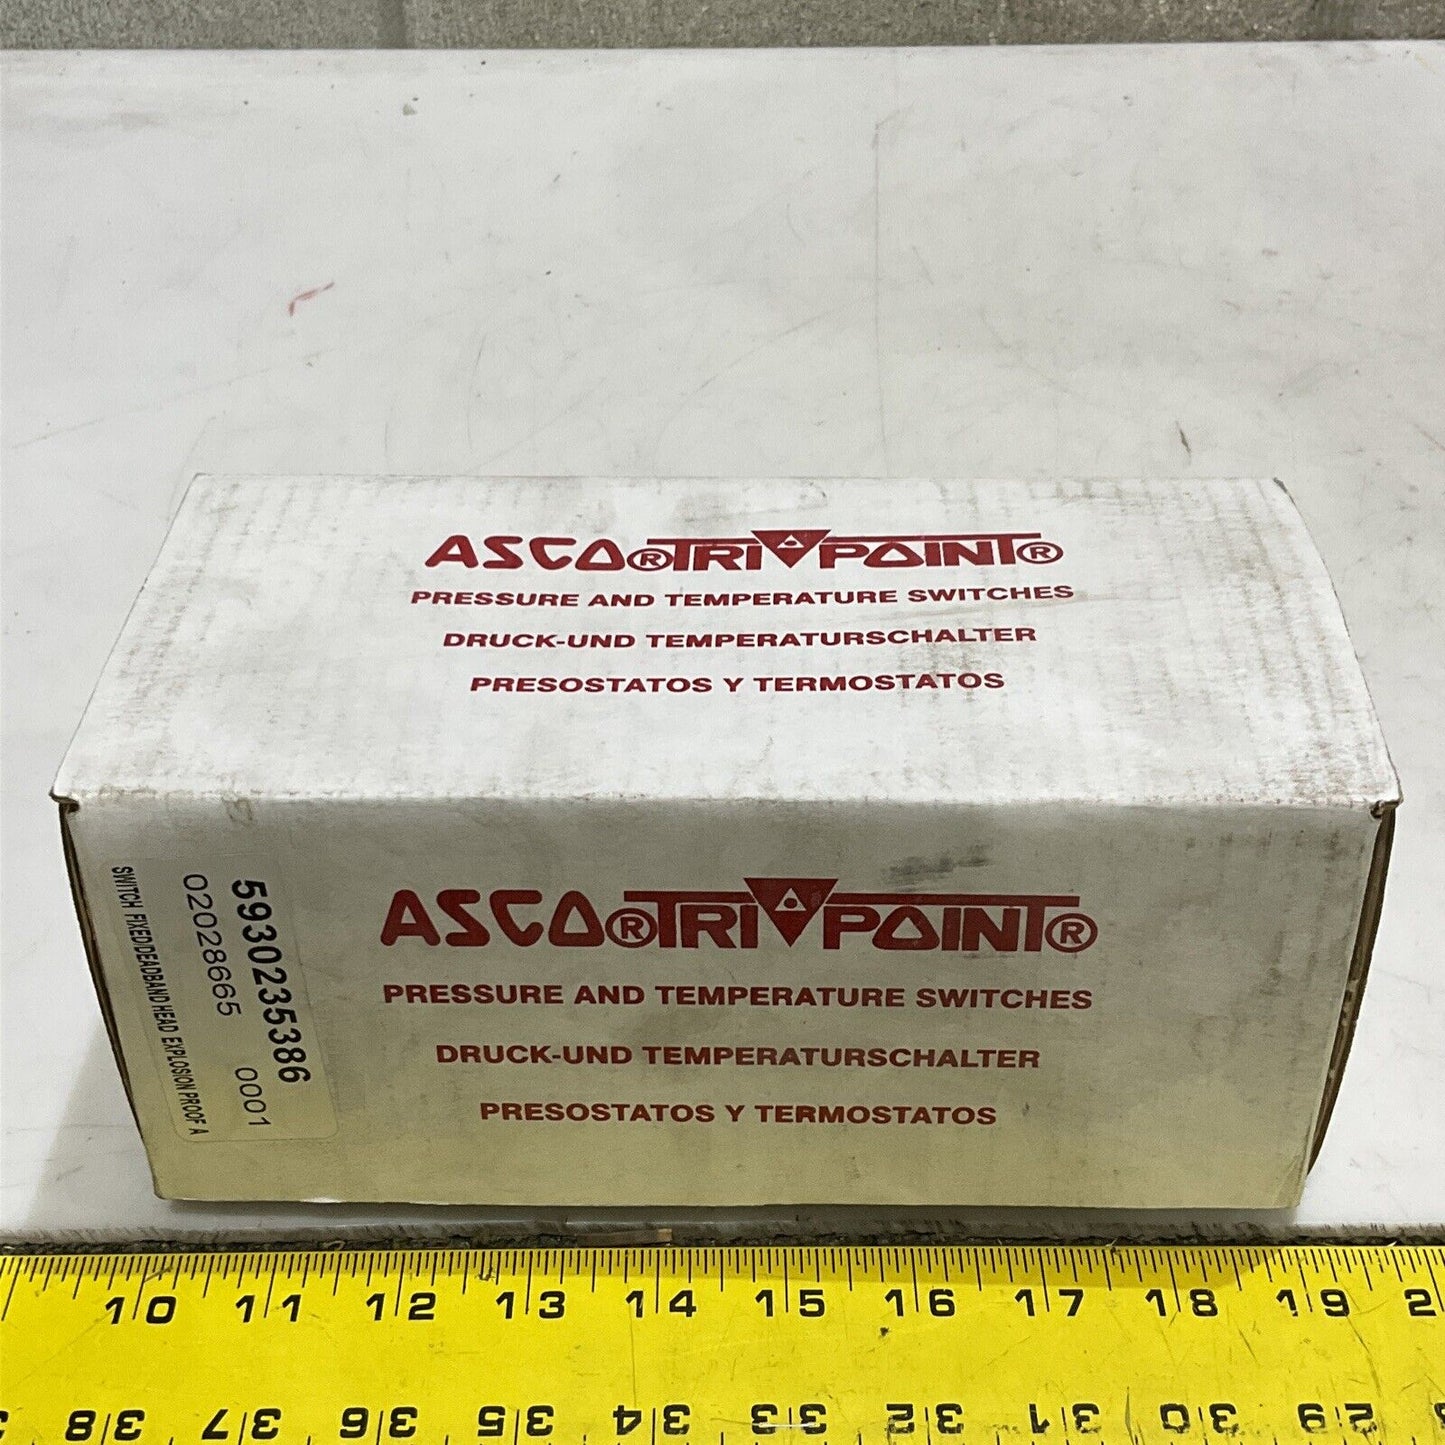 ASCO®TRI POINT®
PRESSURE AND TEMPERATURE SWITCHES
DRUCK-UND TEMPERATURSCHALTER
PRESOSTATOS Y TERMOSTATOS
ASCO®TRI POINT®
PRESSURE AND TEMPERATURE SWITCHES
DRUCK-UND TEMPERATURSCHALTER
PRESOSTATOS Y TERMOSTATOS
5930235386
02028665 0001
SWITCH FIXED/DEADBAND HEAD EXPLOSION PROOF A
10 11 12 13 14 15 16 17 18 19 2
38 37 36 35 34 33 32 31 30 29